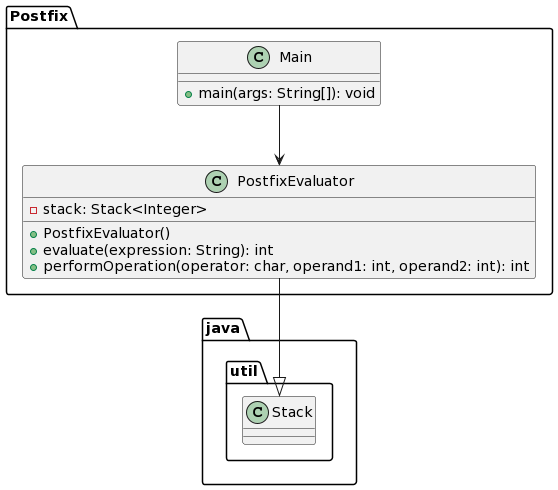 Postfix
C Main
main(args: String[]): void
C PostfixEvaluator
stack: Stack<Integer>
PostfixEvaluator()
evaluate(expression: String): int
performOperation(operator: char, operand1: int, operand2: int): int
java
util
C Stack